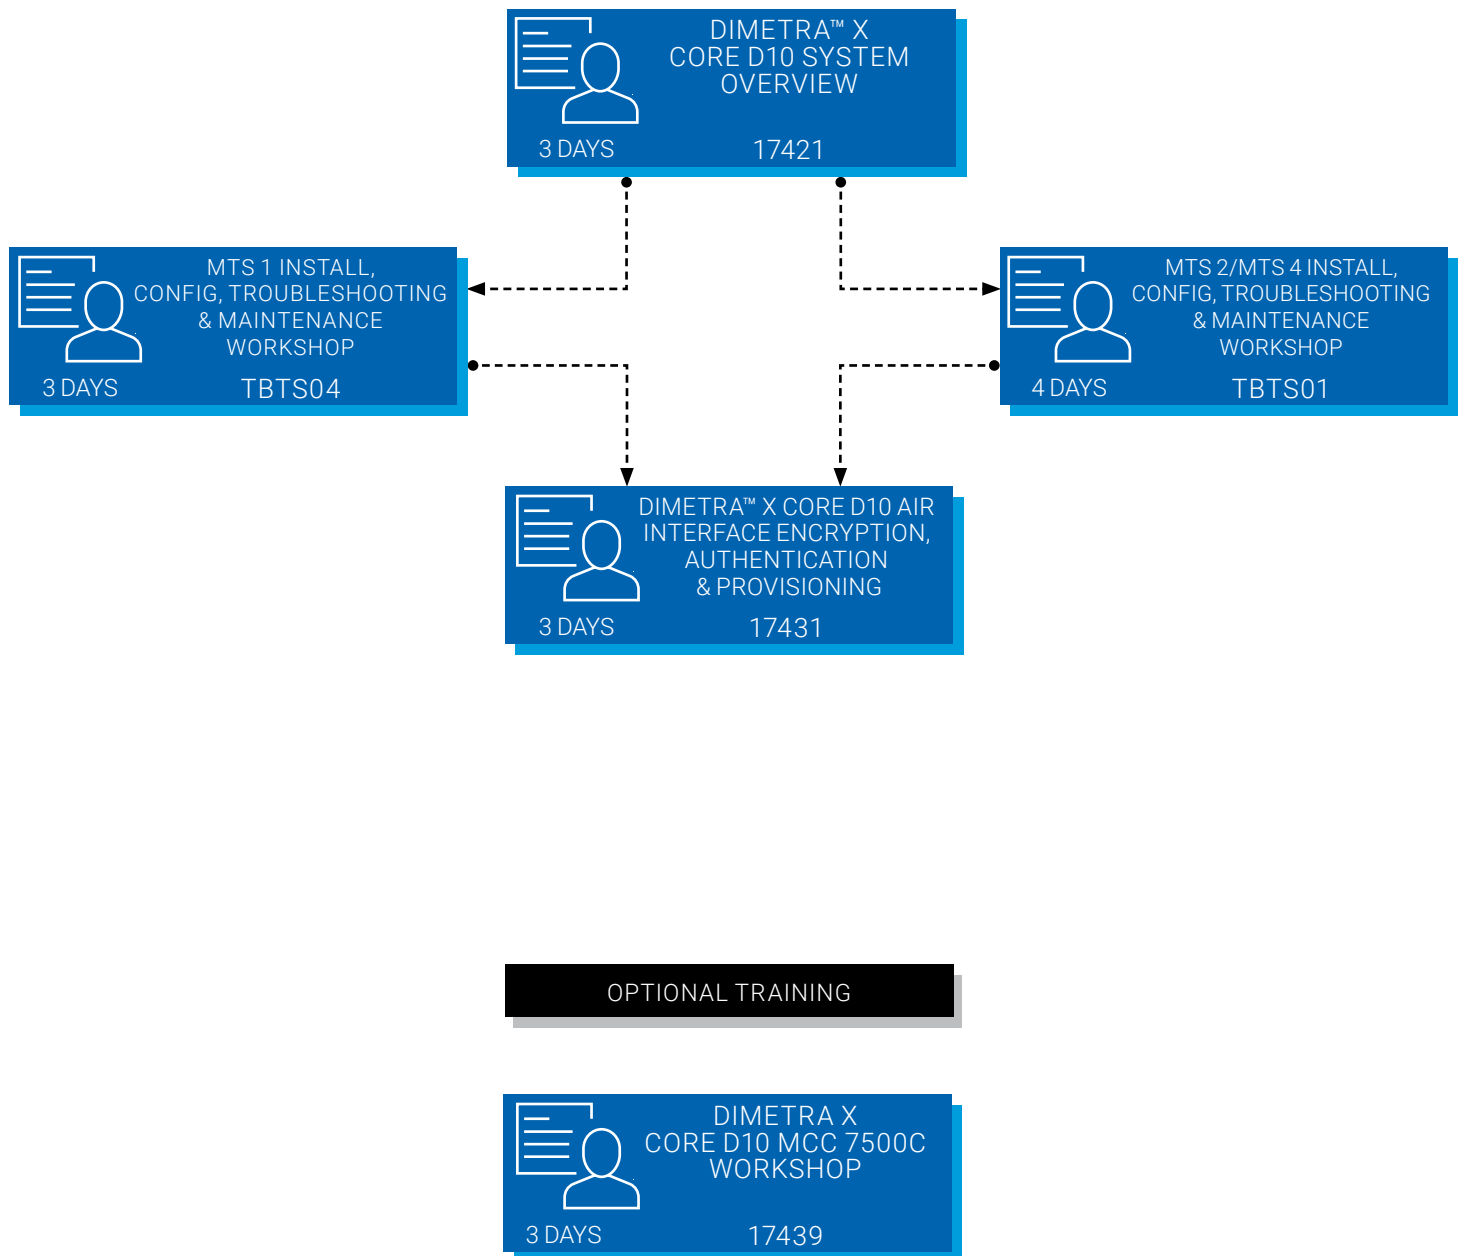 DIMETRA™ X
CORE D10 SYSTEM
OVERVIEW
3 DAYS
17421
MTS 1 INSTALL,
CONFIG, TROUBLESHOOTING
& MAINTENANCE
WORKSHOP
3 DAYS
TBTS04
MTS 2/MTS 4 INSTALL,
CONFIG, TROUBLESHOOTING
& MAINTENANCE
WORKSHOP
4 DAYS
TBTS01
DIMETRA™ X CORE D10 AIR
INTERFACE ENCRYPTION,
AUTHENTICATION
& PROVISIONING
3 DAYS
17431
OPTIONAL TRAINING
DIMETRA X
CORE D10 MCC 7500C
WORKSHOP
3 DAYS
17439